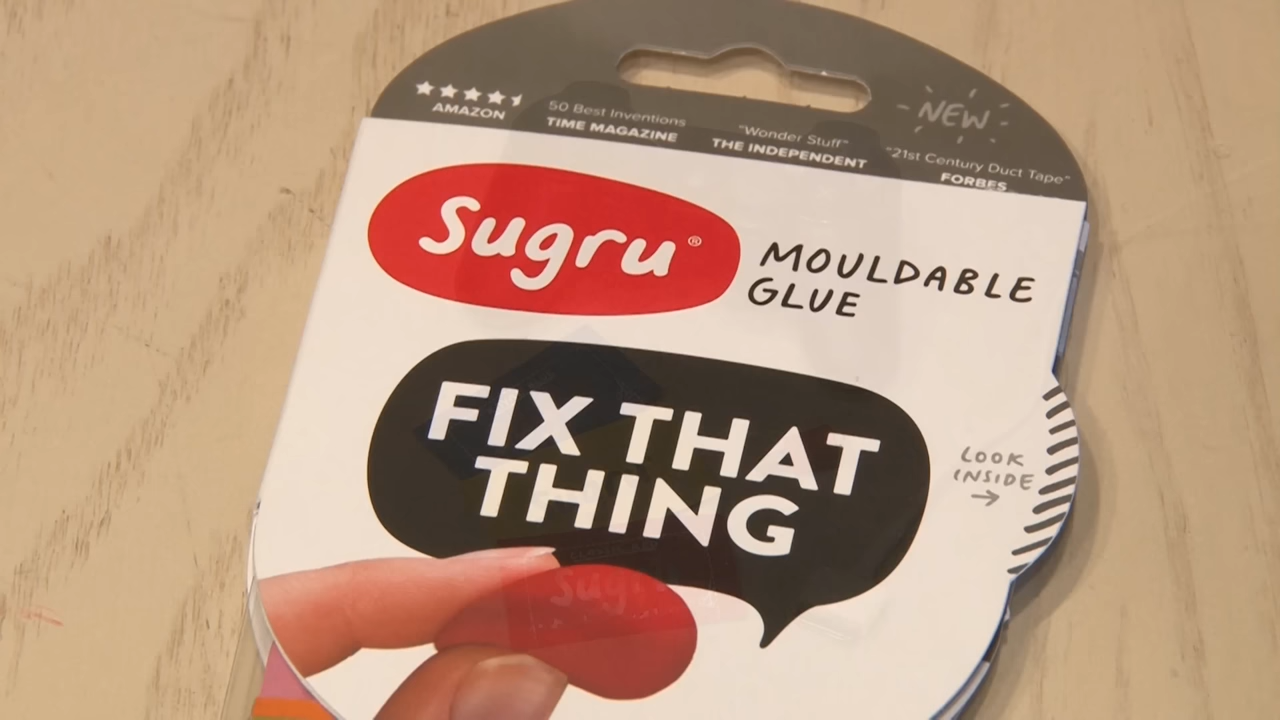 AMAZON
50 Best Inventions
TIME MAGAZINE
"Wonder Stuff"
THE INDEPENDENT
NEW
"21st Century Duct Tape"
FORBES
Sugru®
MOULDABLE
GLUE
FIX THAT
THING
LOOK
INSIDE
→
sugru